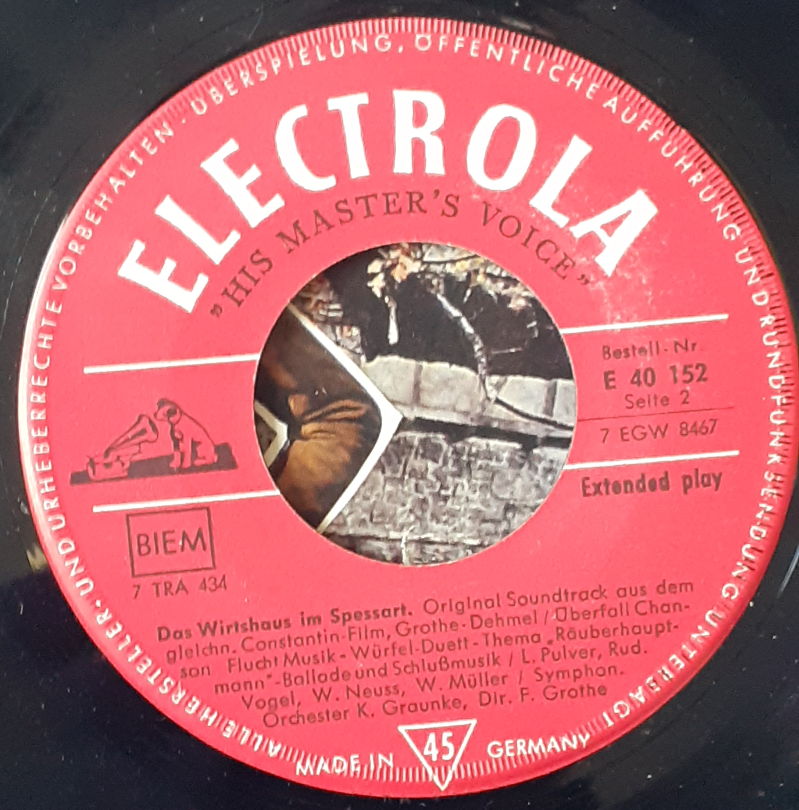 ALLE HERSTELLER- UND URHEBERRECHTE VORBEHALTEN · ÜBERSPIELUNG, ÖFFENTLICHE AUFFÜHRUNG UND RUNDFUNKSENDUNG UNTERSAGT
ELECTROLA
„HIS MASTER'S VOICE”
Bestell-Nr.
E 40 152
Seite 2
7 EGW 8467
Extended play
BIEM
7 TRA 434
Das Wirtshaus im Spessart. Original Soundtrack aus dem
gleichn. Constantin-Film, Grothe-Dehmel / Überfall Chan-
son Flucht Musik - Würfel-Duett - Thema „Räuberhaupt-
mann"-Ballade und Schlußmusik / L. Pulver, Rud.
Vogel, W. Neuss, W. Müller / Symphon.
Orchester K. Graunke, Dir. F. Grothe
MADE IN 45 GERMANY